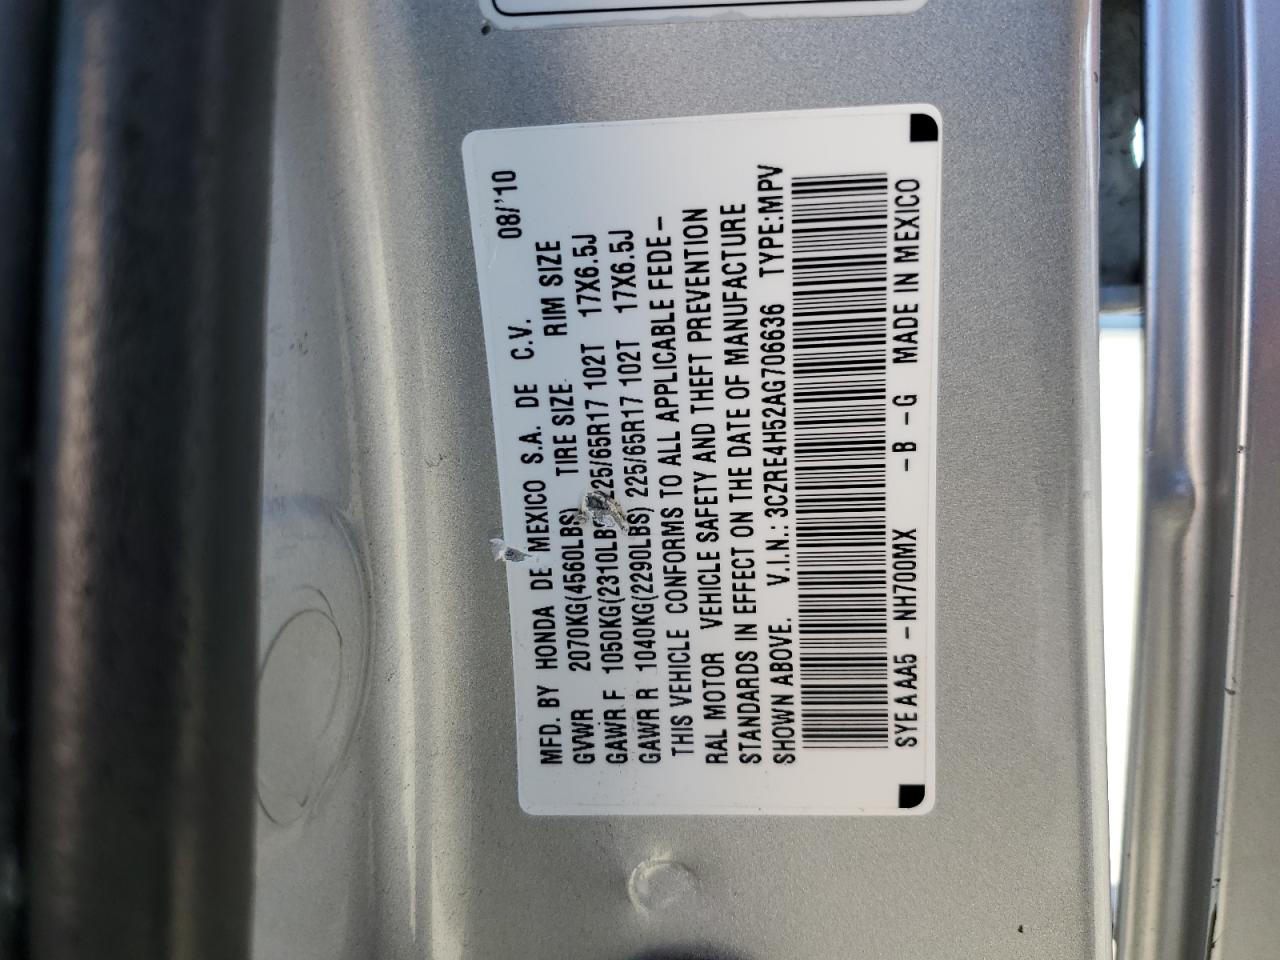 MFD. BY HONDA DE MEXICO S.A. DE C.V. 08/'10
GVWR 2070KG(4560LBS) TIRE SIZE RIM SIZE
GAWR F 1050KG(2310LB 225/65R17 102T 17X6.5J
GAWR R 1040KG(2290LBS) 225/65R17 102T 17X6.5J
THIS VEHICLE CONFORMS TO ALL APPLICABLE FEDE-
RAL MOTOR VEHICLE SAFETY AND THEFT PREVENTION
STANDARDS IN EFFECT ON THE DATE OF MANUFACTURE
SHOWN ABOVE. V.I.N.: 3CZRE4H52AG706636 TYPE:MPV
SYEAAA5 -NH700MX -B -G MADE IN MEXICO